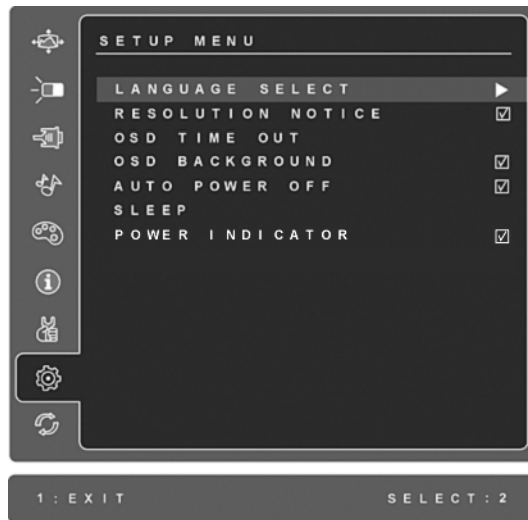 SETUP MENU
LANGUAGE SELECT
RESOLUTION NOTICE
OSD TIME OUT
OSD BACKGROUND
AUTO POWER OFF
SLEEP
POWER INDICATOR
1:EXIT SELECT:2